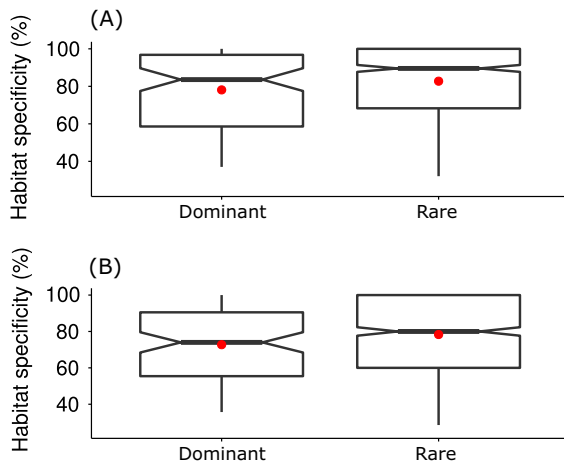 (A)
Habitat specificity (%)
100
80
60
40
Dominant Rare
(B)
Habitat specificity (%)
100
80
60
40
Dominant Rare